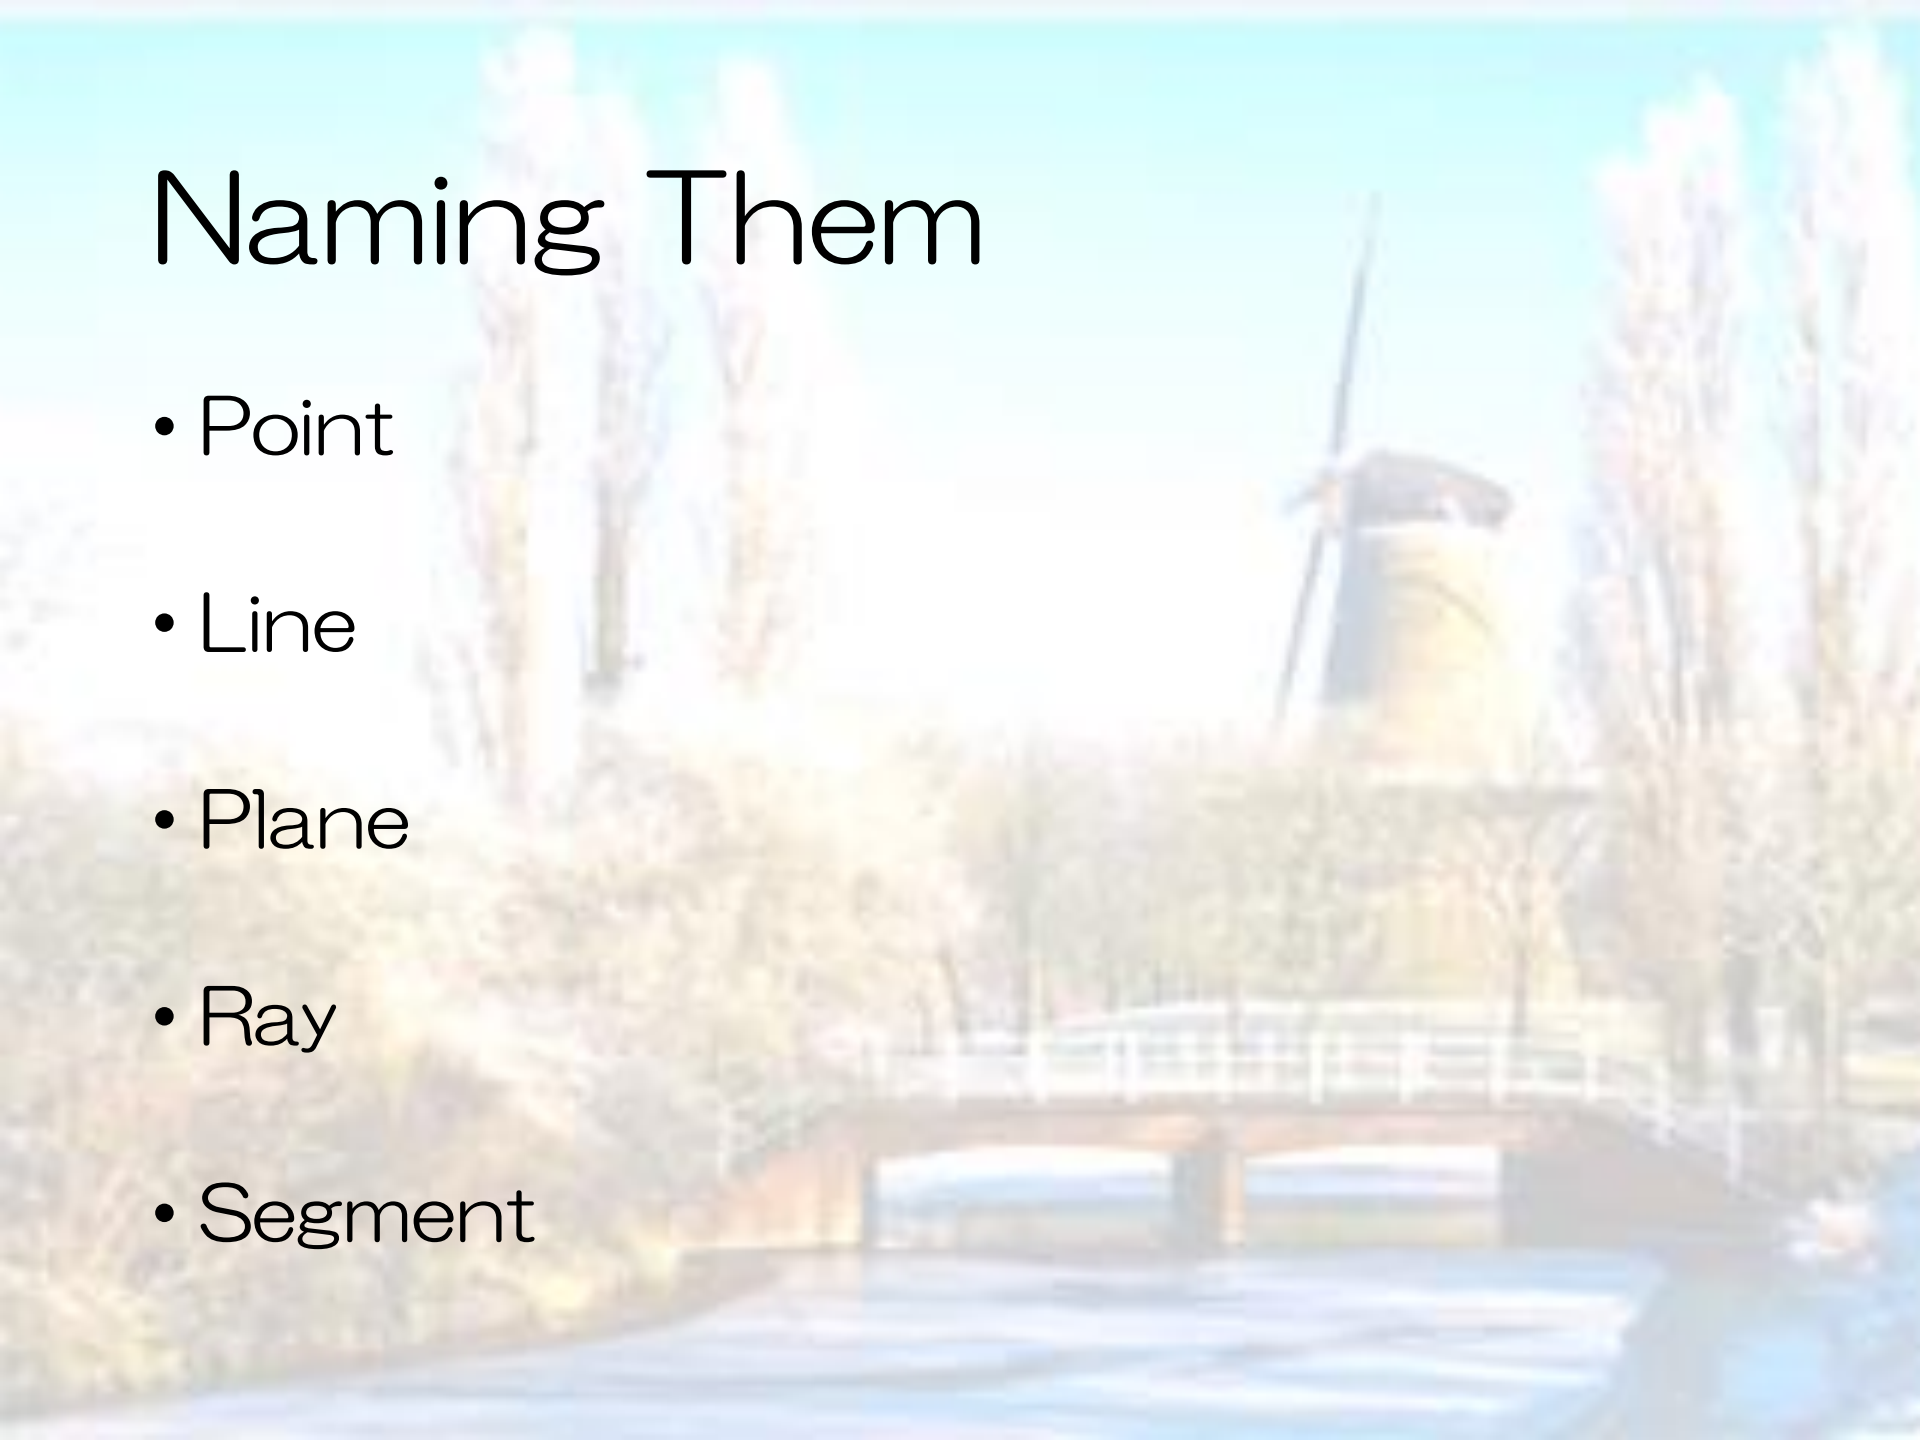 Naming Them
• Point
• Line
• Plane
• Ray
• Segment